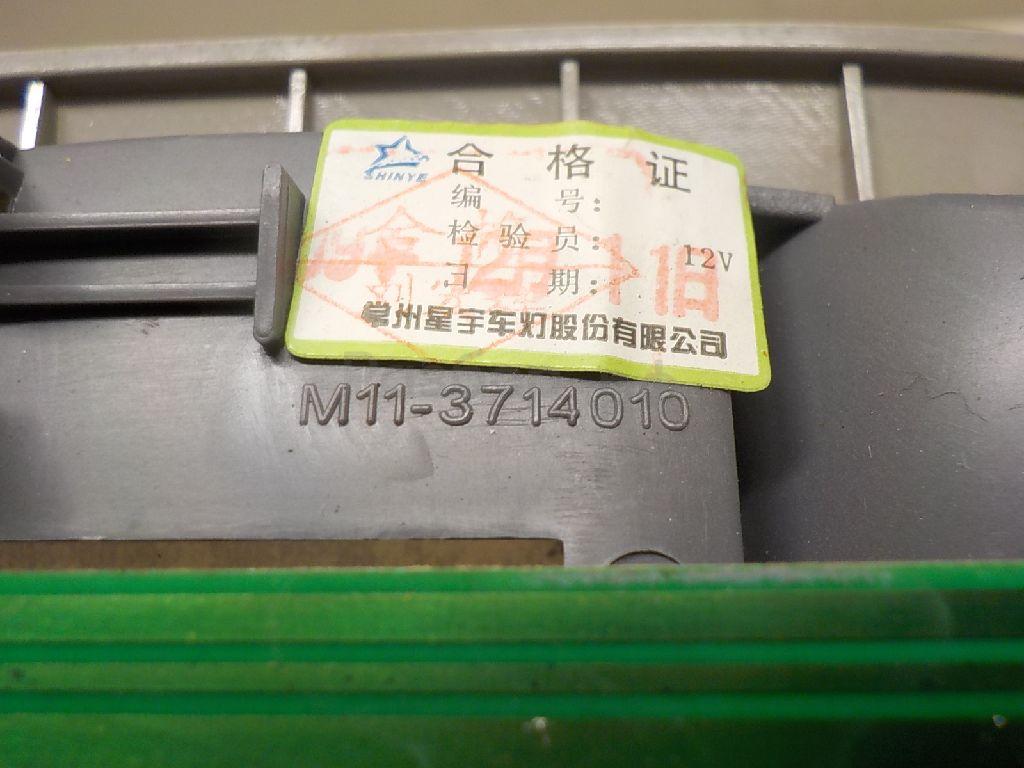 SHINYE
合格证
编号:
检验员:
12V
日期:
常州星宇车灯股份有限公司
M11-3714010